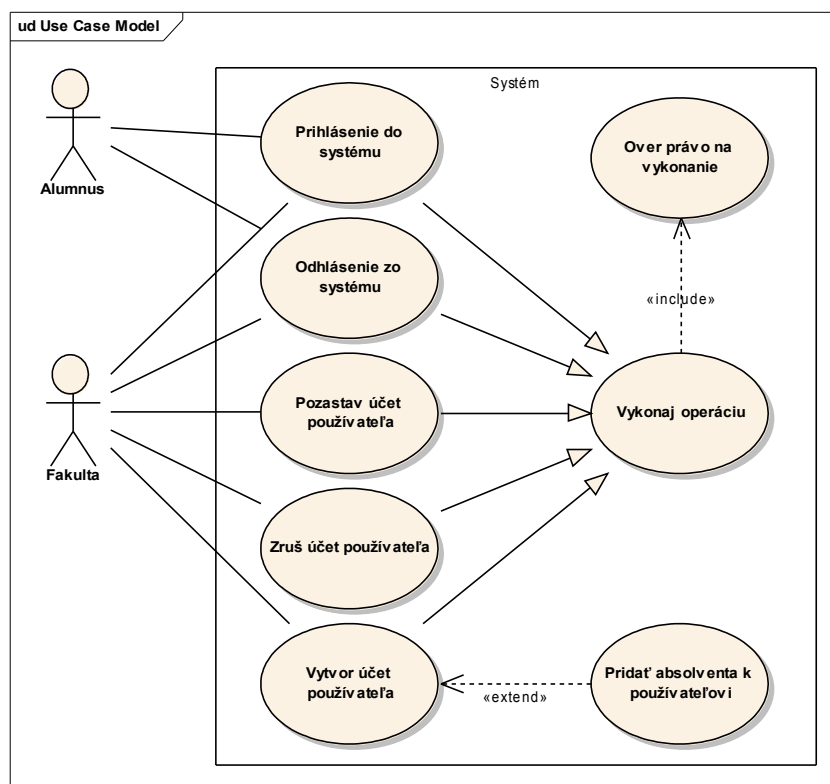 ud Use Case Model
Systém
Alumnus
Prihlásenie do
systému
Over právo na
vykonanie
Odhlásenie zo
systému
«include»
Fakulta
Pozastav účet
používateľa
Vykonaj operáciu
Zruš účet používateľa
Vytvor účet
používateľa
«extend»
Pridať absolventa k
používateľovi